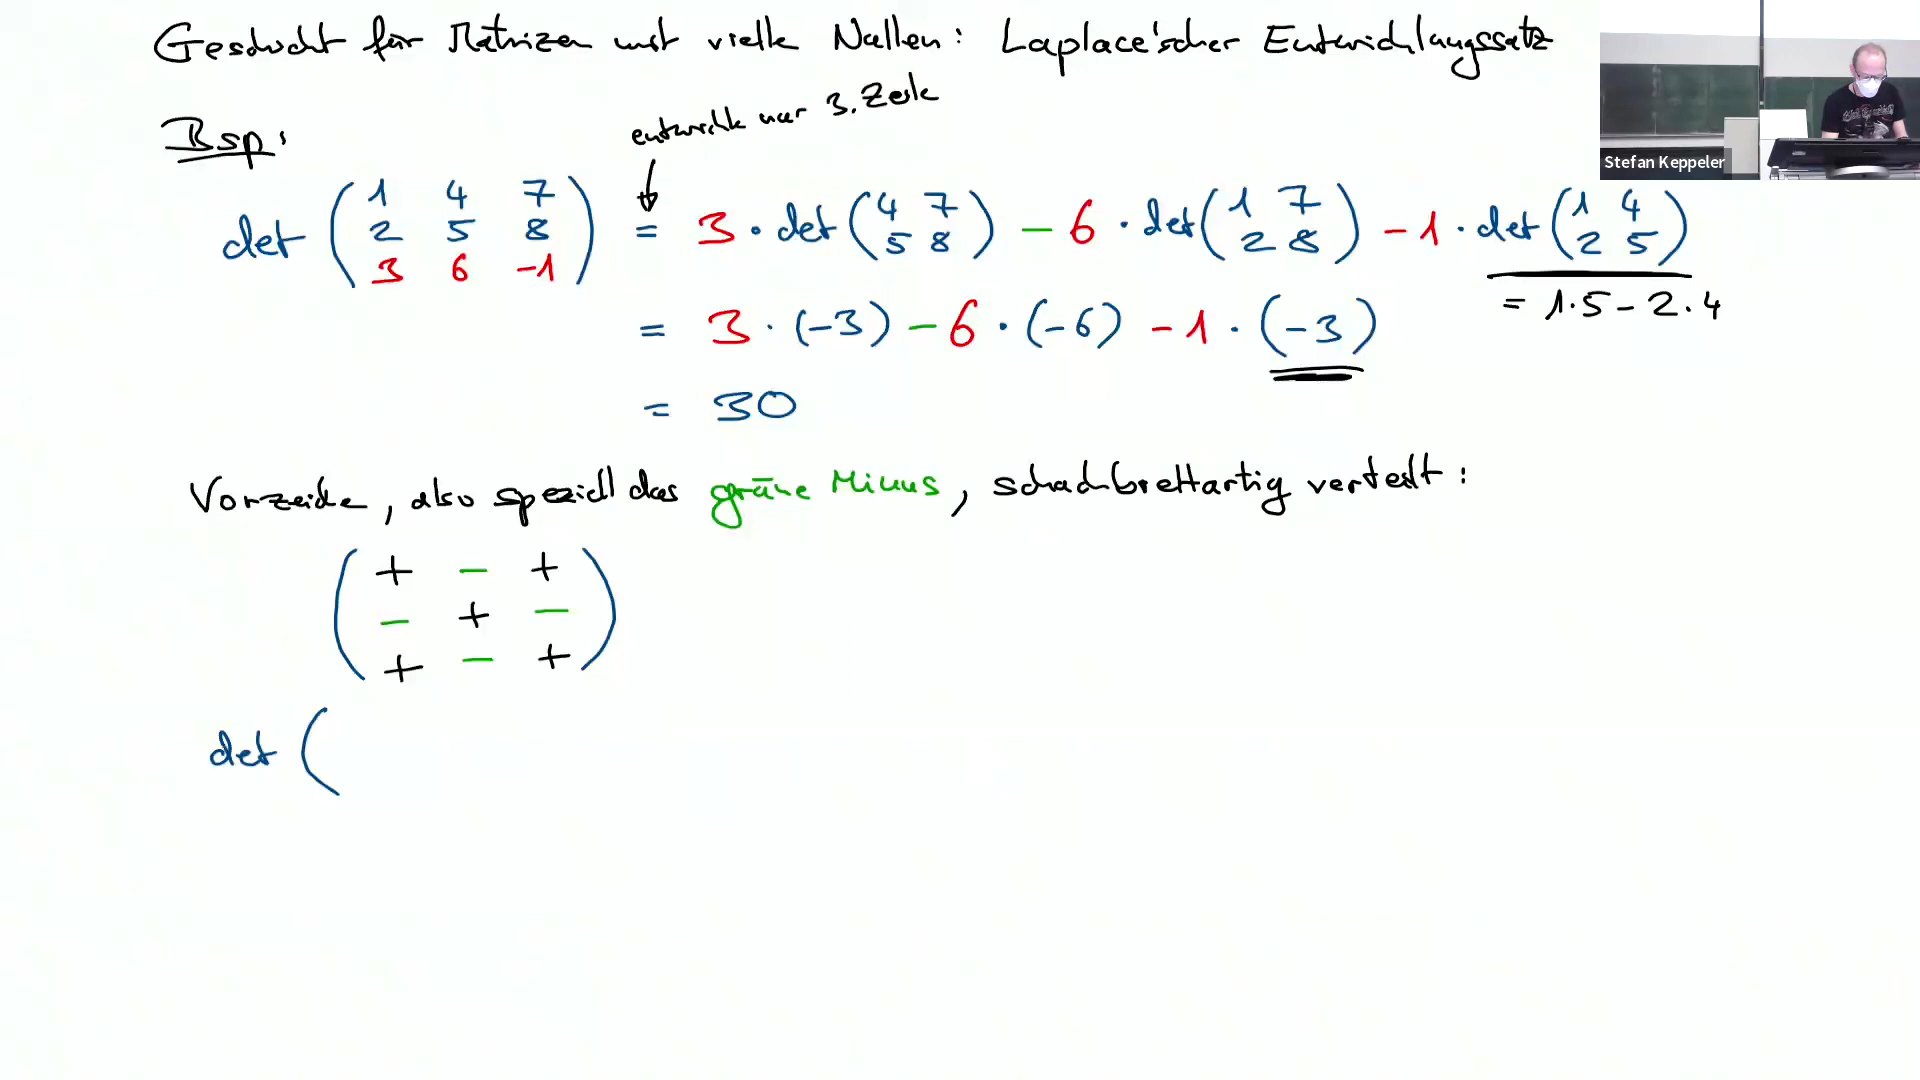 Geschickt für Matrizen mit vielen Nullen: Laplace'scher Entwicklungssatz
Bsp:
entwickle nur 3. Zeile
det ( 1 4 7 ; 2 5 8 ; 3 6 -1 ) = 3 · det ( 4 7 ; 5 8 ) - 6 · det ( 1 7 ; 2 8 ) - 1 · det ( 1 4 ; 2 5 )
= 1·5 - 2·4
= 3 · (-3) - 6 · (-6) - 1 · (-3)
= 30
Vorzeichen, also speziell das grüne Minus, schachbrettartig verteilt:
+ - +
- + -
+ - +
det (
Stefan Keppeler